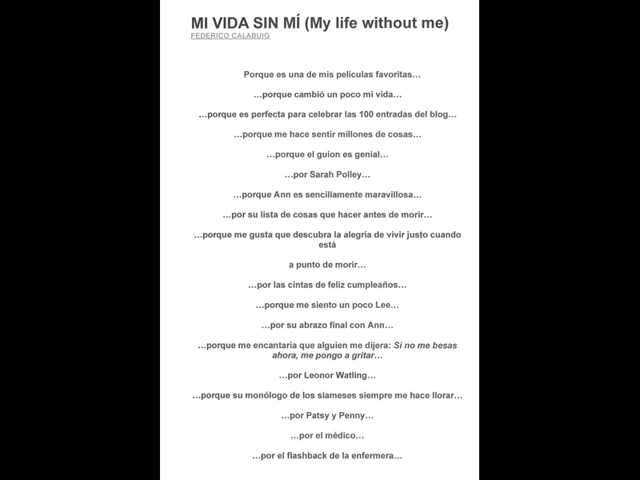 MI VIDA SIN MÍ (My life without me)
FEDERICO CALABUIG
Porque es una de mis películas favoritas…
…porque cambió un poco mi vida…
…porque es perfecta para celebrar las 100 entradas del blog…
…porque me hace sentir millones de cosas…
…porque el guion es genial…
…por Sarah Polley…
…porque Ann es sencillamente maravillosa…
…por su lista de cosas que hacer antes de morir…
…porque me gusta que descubra la alegría de vivir justo cuando
está
a punto de morir…
…por las cintas de feliz cumpleaños…
…porque me siento un poco Lee…
…por su abrazo final con Ann…
…porque me encantaría que alguien me dijera: Si no me besas
ahora, me pongo a gritar…
…por Leonor Watling…
…porque su monólogo de los siameses siempre me hace llorar…
…por Patsy y Penny…
…por el médico…
…por el flashback de la enfermera…